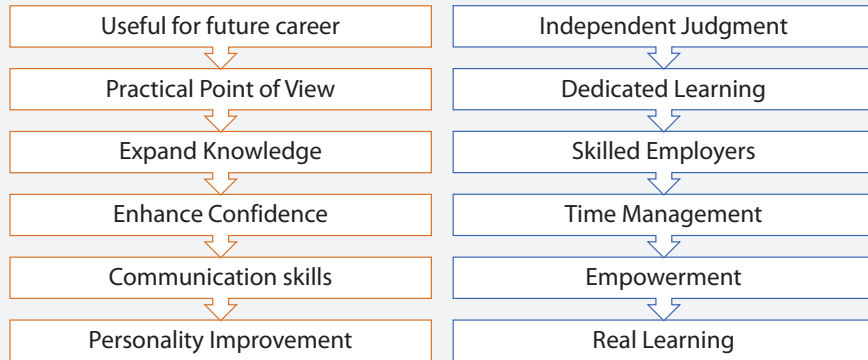 Useful for future career
Practical Point of View
Expand Knowledge
Enhance Confidence
Communication skills
Personality Improvement
Independent Judgment
Dedicated Learning
Skilled Employers
Time Management
Empowerment
Real Learning